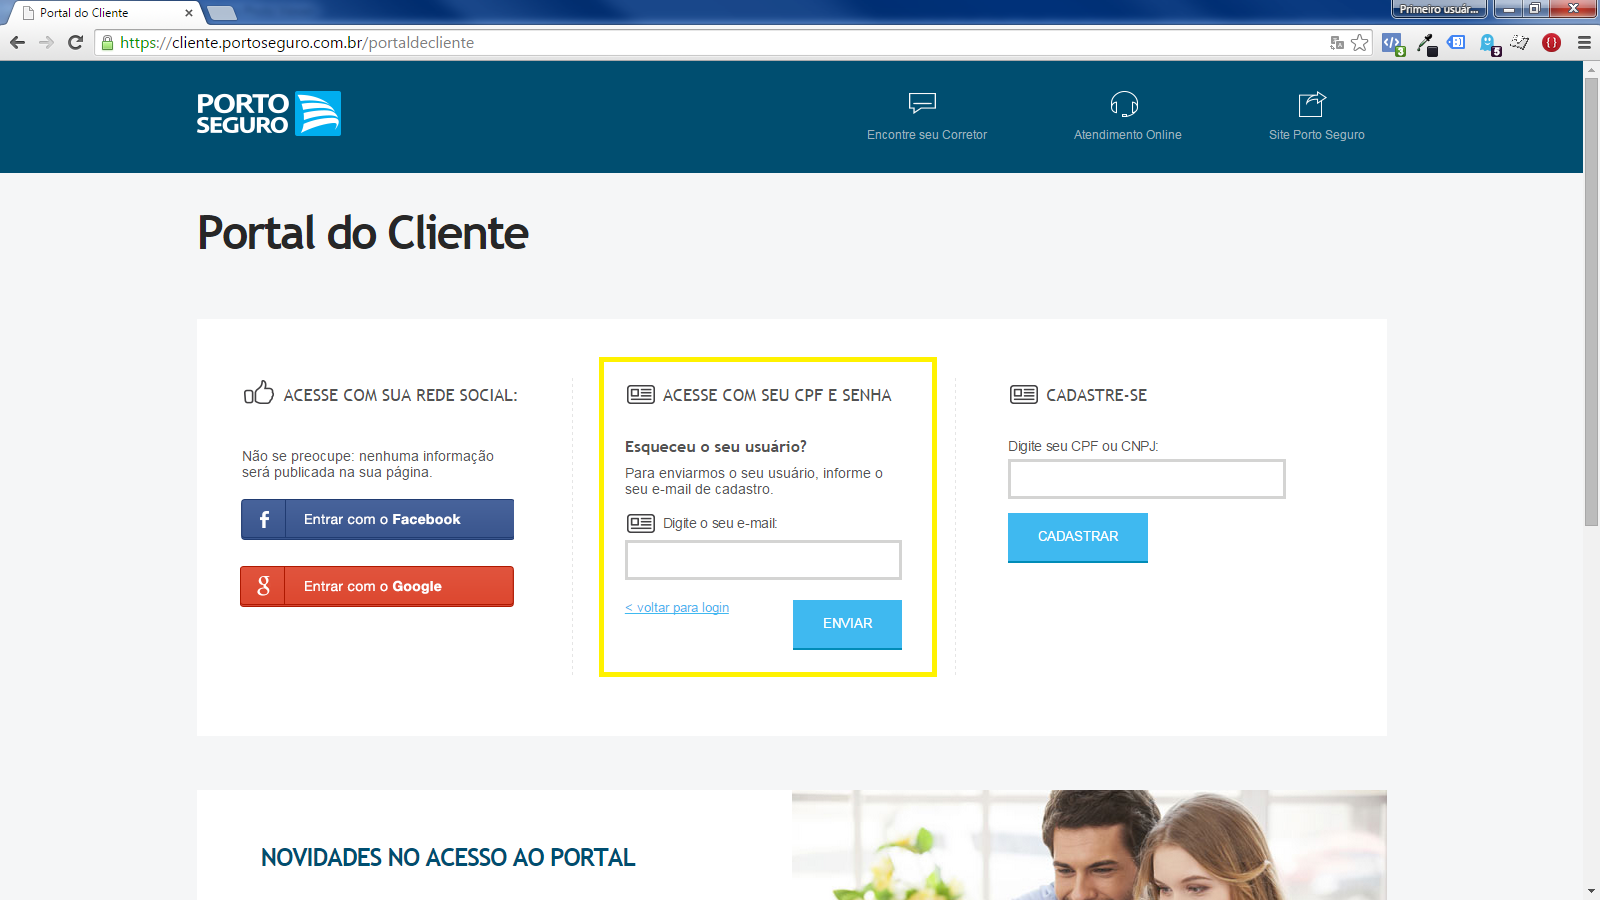 Portal do Cliente
Primeiro usuár...
https://cliente.portoseguro.com.br/portaldecliente
3
5
PORTO
SEGURO
Encontre seu Corretor
Atendimento Online
Site Porto Seguro
Portal do Cliente
ACESSE COM SUA REDE SOCIAL:
Não se preocupe: nenhuma informação
será publicada na sua página.
f
Entrar com o Facebook
g
Entrar com o Google
ACESSE COM SEU CPF E SENHA
Esqueceu o seu usuário?
Para enviarmos o seu usuário, informe o
seu e-mail de cadastro.
Digite o seu e-mail:
< voltar para login
ENVIAR
CADASTRE-SE
Digite seu CPF ou CNPJ:
CADASTRAR
NOVIDADES NO ACESSO AO PORTAL